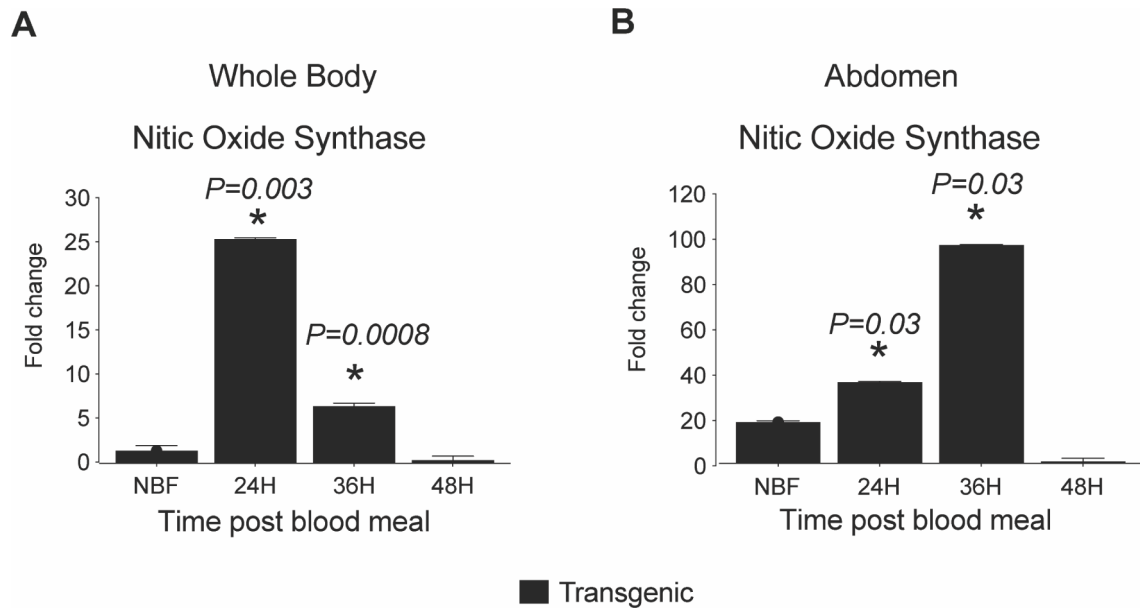 A
Whole Body
Nitic Oxide Synthase
P=0.003
*
P=0.0008
*
Fold change
30
25
20
15
10
5
0
NBF 24H 36H 48H
Time post blood meal
B
Abdomen
Nitic Oxide Synthase
P=0.03
*
P=0.03
*
Fold change
120
100
80
60
40
20
0
NBF 24H 36H 48H
Time post blood meal
Transgenic